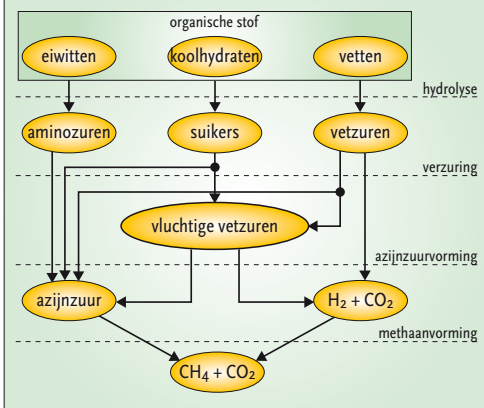 organische stof
eiwitten
koolhydraten
vetten
hydrolyse
aminozuren
suikers
vetzuren
verzuring
vluchtige vetzuren
azijnzuurvorming
azijnzuur
H₂ + CO₂
methaanvorming
CH₄ + CO₂